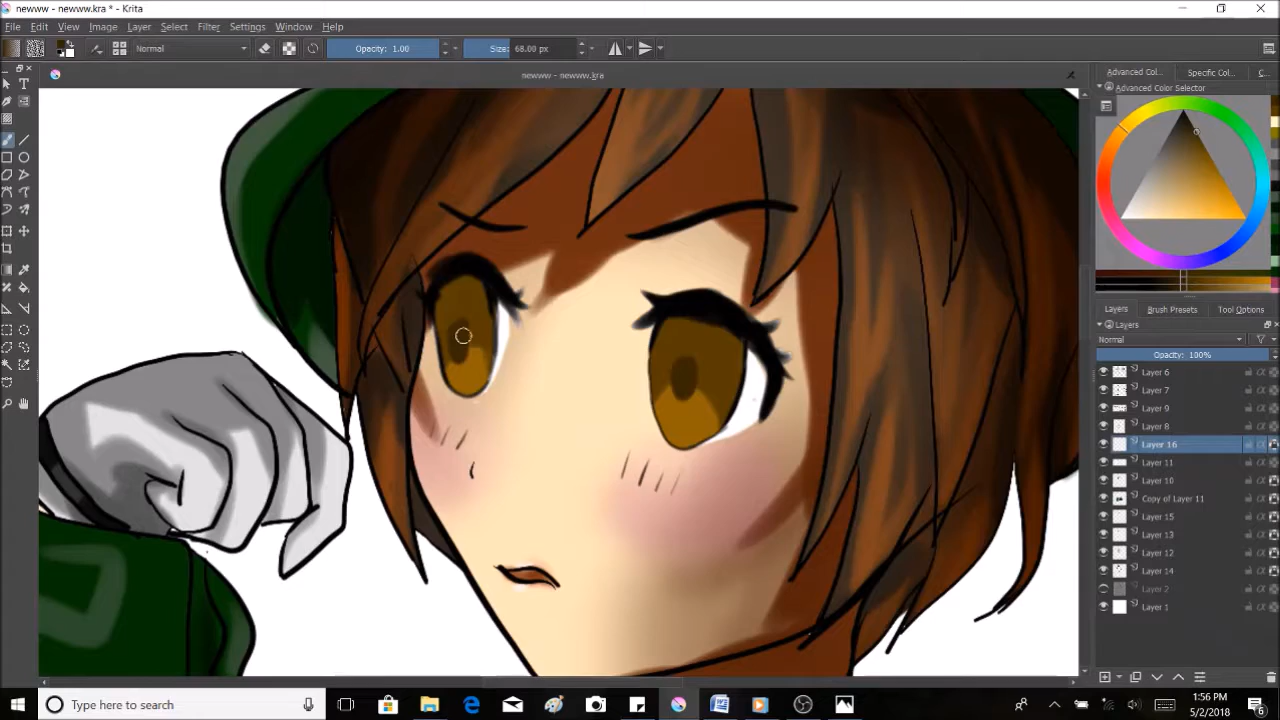 newww - newww.kra * - Krita
File Edit View Image Layer Select Filter Settings Window Help
Normal Opacity: 1.00 Size: 68.00 px
newww - newww.kra
Advanced Col... Specific Col... C...
Advanced Color Selector
Layers Brush Presets Tool Options
Layers
Normal
Opacity: 100%
Layer 6
Layer 7
Layer 9
Layer 8
Layer 16
Layer 11
Layer 10
Copy of Layer 11
Layer 15
Layer 13
Layer 12
Layer 14
Layer 2
Layer 1
Type here to search
1:56 PM
5/2/2018
6